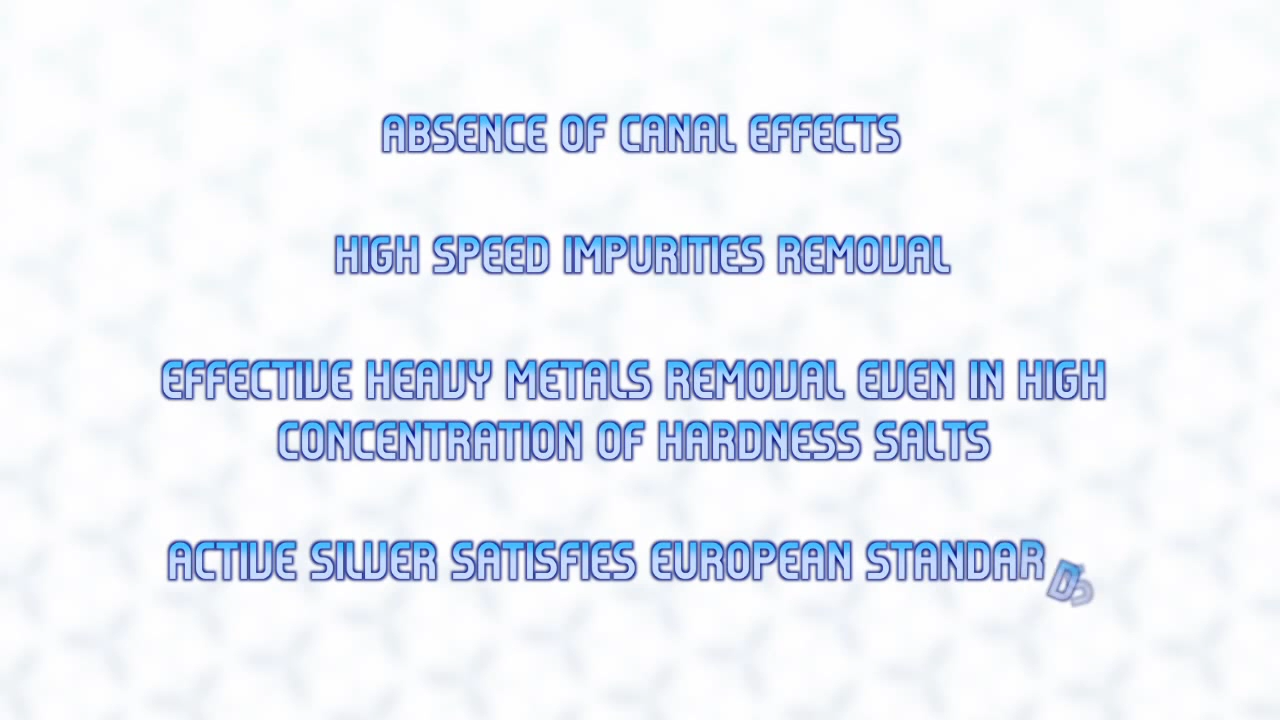 ABSENCE OF CANAL EFFECTS
HIGH SPEED IMPURITIES REMOVAL
EFFECTIVE HEAVY METALS REMOVAL EVEN IN HIGH
CONCENTRATION OF HARDNESS SALTS
ACTIVE SILVER SATISFIES EUROPEAN